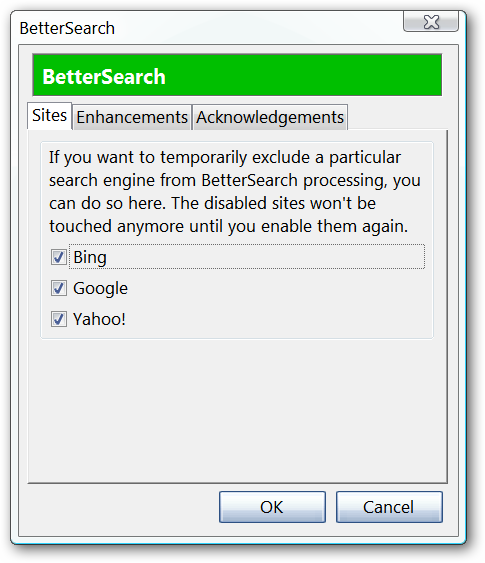 BetterSearch
BetterSearch
Sites Enhancements Acknowledgements
If you want to temporarily exclude a particular
search engine from BetterSearch processing, you
can do so here. The disabled sites won't be
touched anymore until you enable them again.
Bing
Google
Yahoo!
OK Cancel